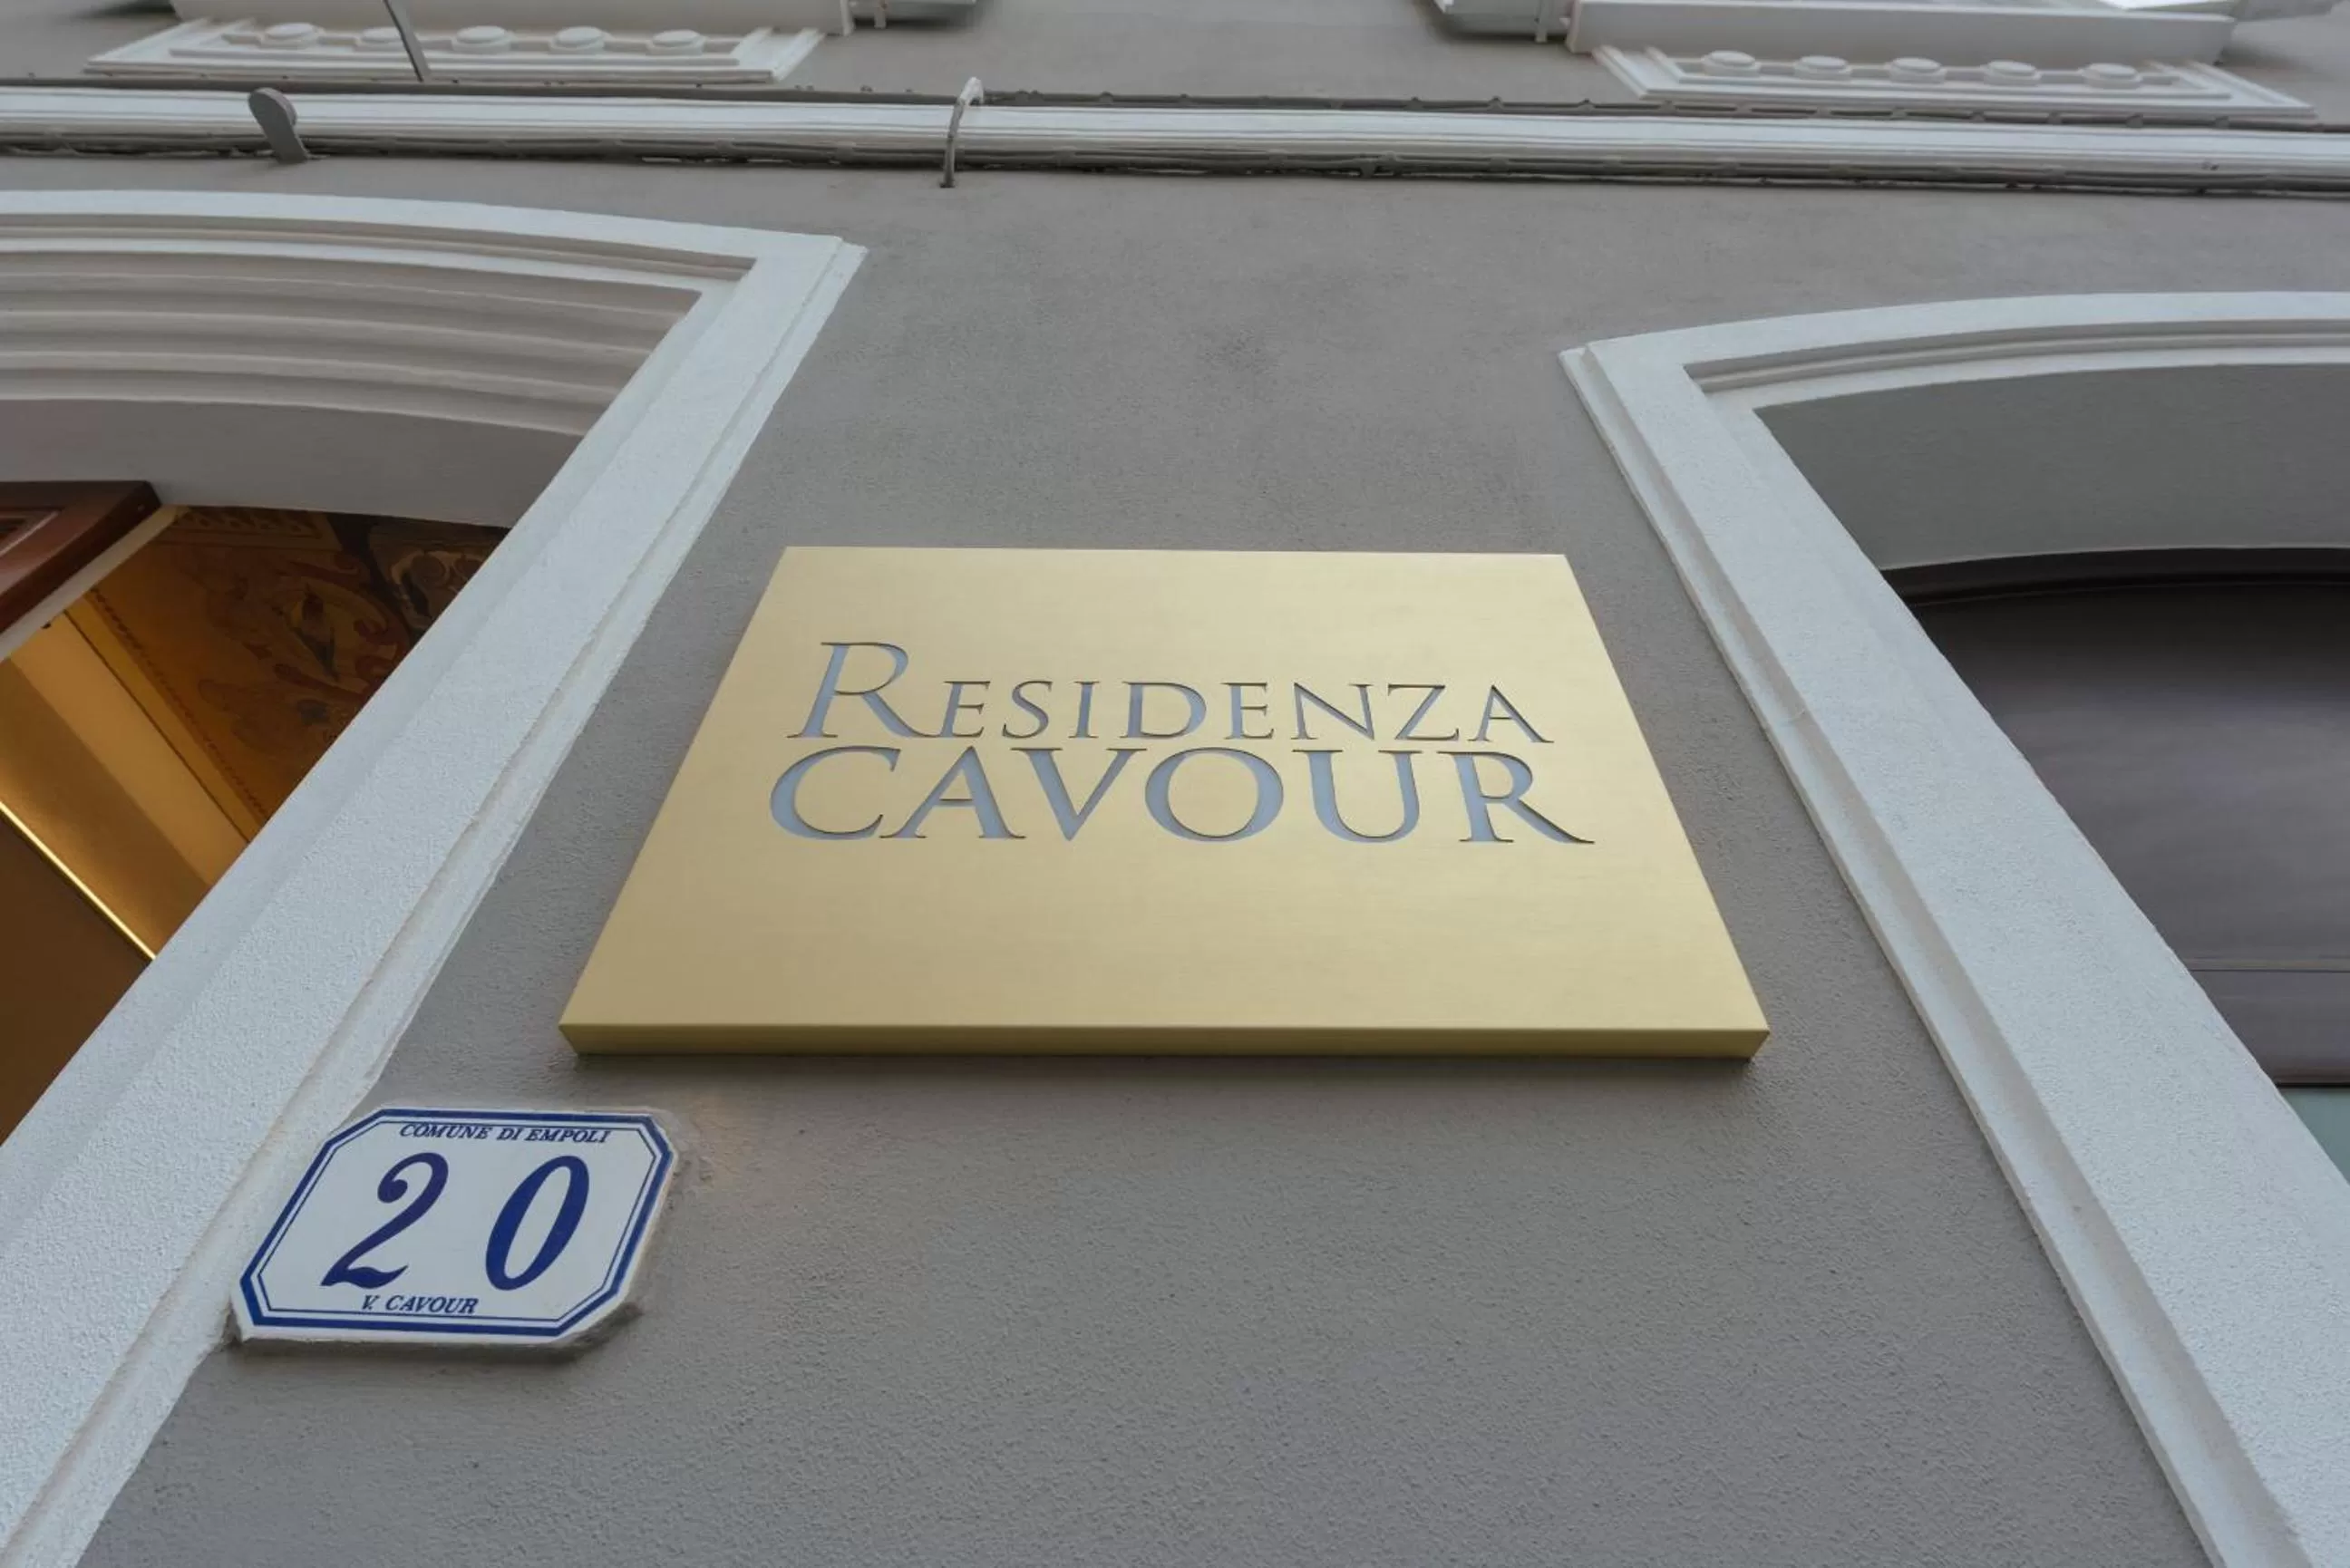 RESIDENZA
CAVOUR
COMUNE DI EMPOLI
20
V. CAVOUR